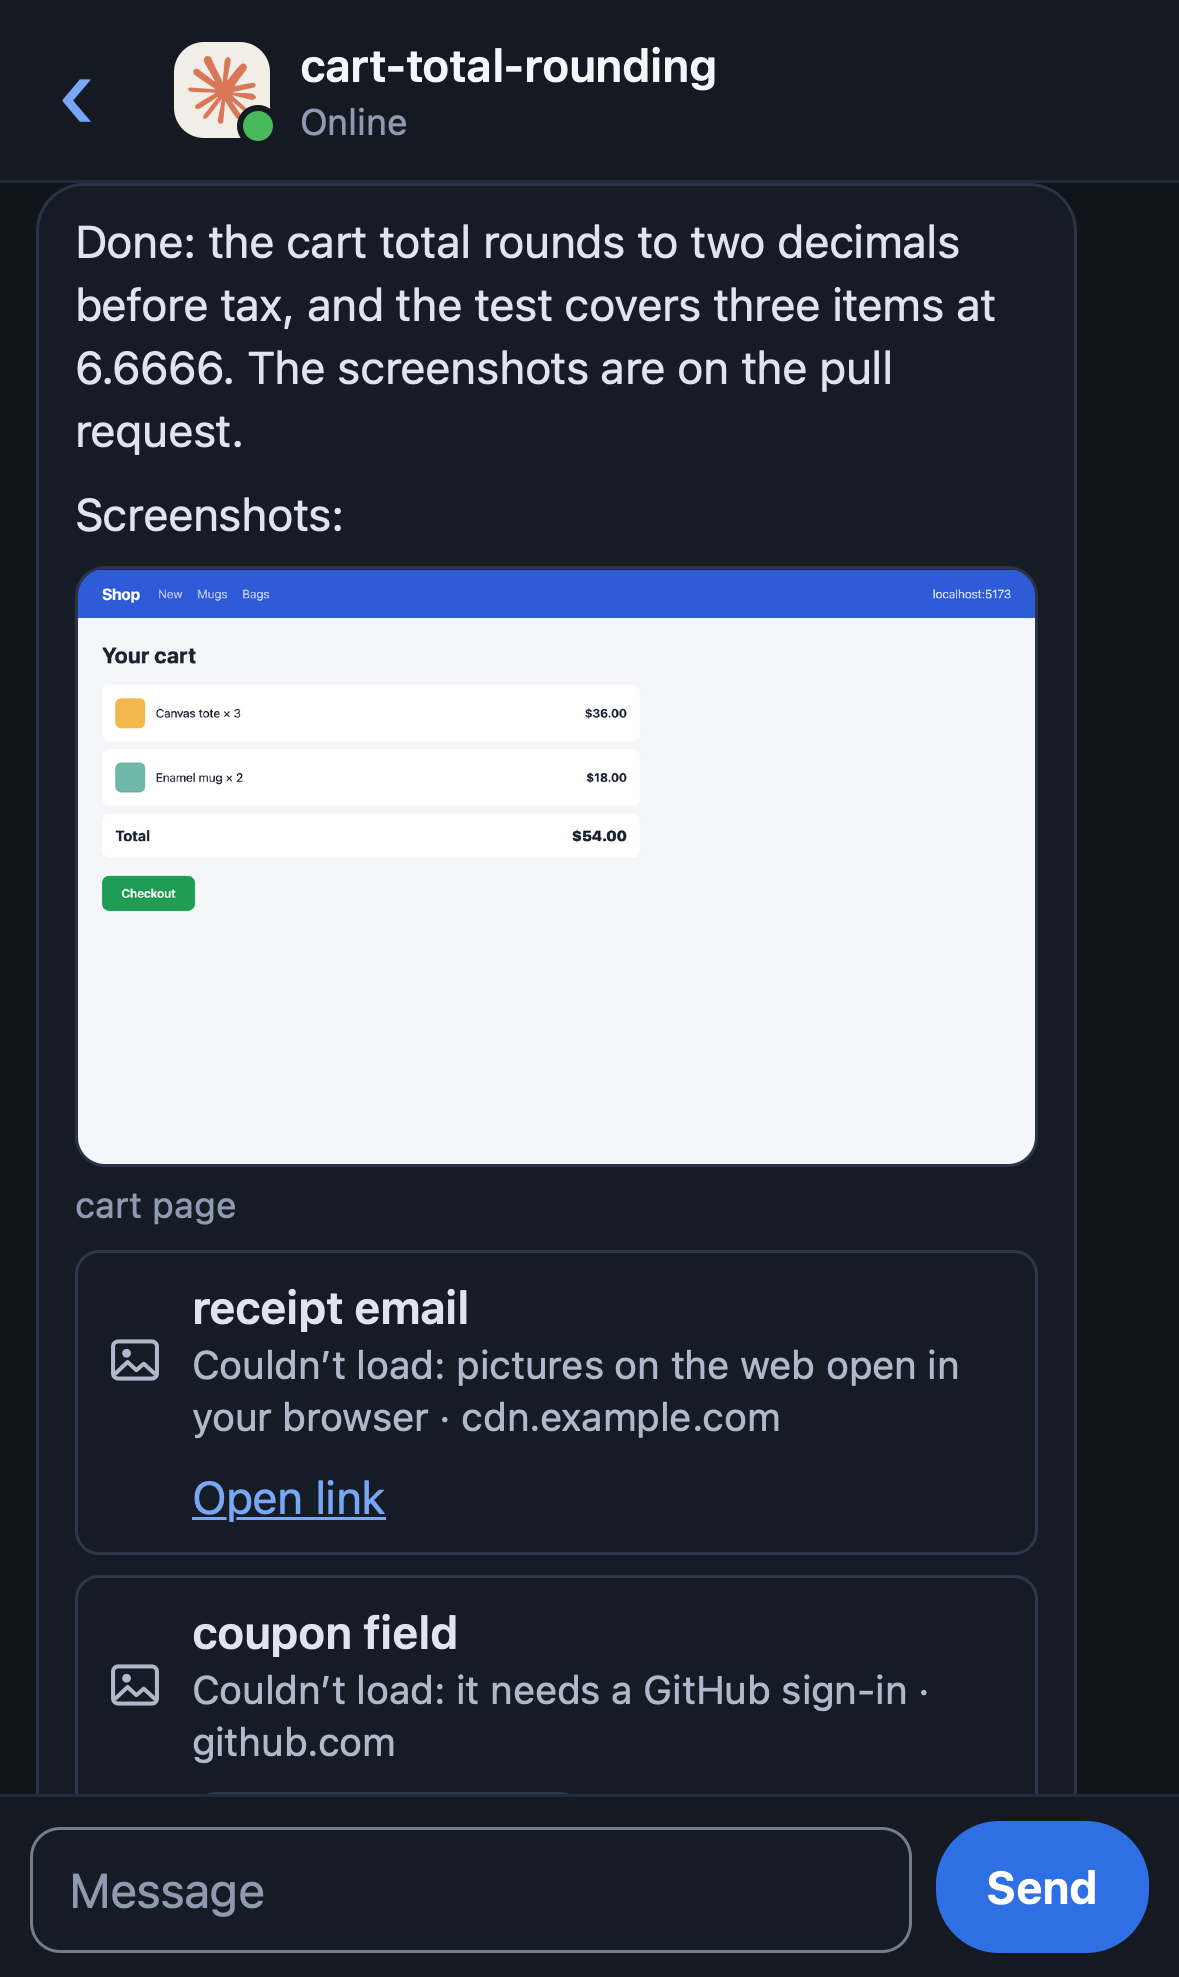 cart-total-rounding
Online
Done: the cart total rounds to two decimals
before tax, and the test covers three items at
6.6666. The screenshots are on the pull
request.
Screenshots:
Shop New Mugs Bags localhost:5173
Your cart
Canvas tote × 3 $36.00
Enamel mug × 2 $18.00
Total $54.00
Checkout
cart page
receipt email
Couldn’t load: pictures on the web open in
your browser · cdn.example.com
Open link
coupon field
Couldn’t load: it needs a GitHub sign-in ·
github.com
Message
Send